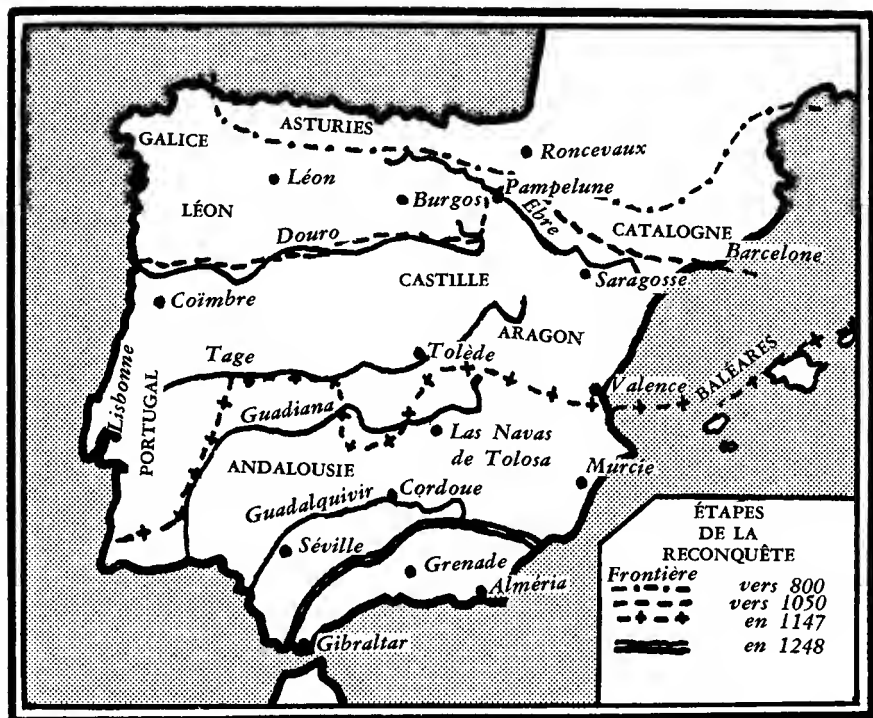 ASTURIES
GALICE
Roncevaux
Léon
Burgos
Pampelune
LÉON
Ebre
CATALOGNE
Douro
Barcelone
CASTILLE
Saragosse
Coïmbre
ARAGON
Tage
Tolède
Lisbonne
Valence
BALÉARES
PORTUGAL
Guadiana
Las Navas
de Tolosa
ANDALOUSIE
Murcie
Guadalquivir
Cordoue
Séville
Grenade
Alméria
Gibraltar
ÉTAPES
DE LA
RECONQUÊTE
Frontière
vers 800
vers 1050
en 1147
en 1248